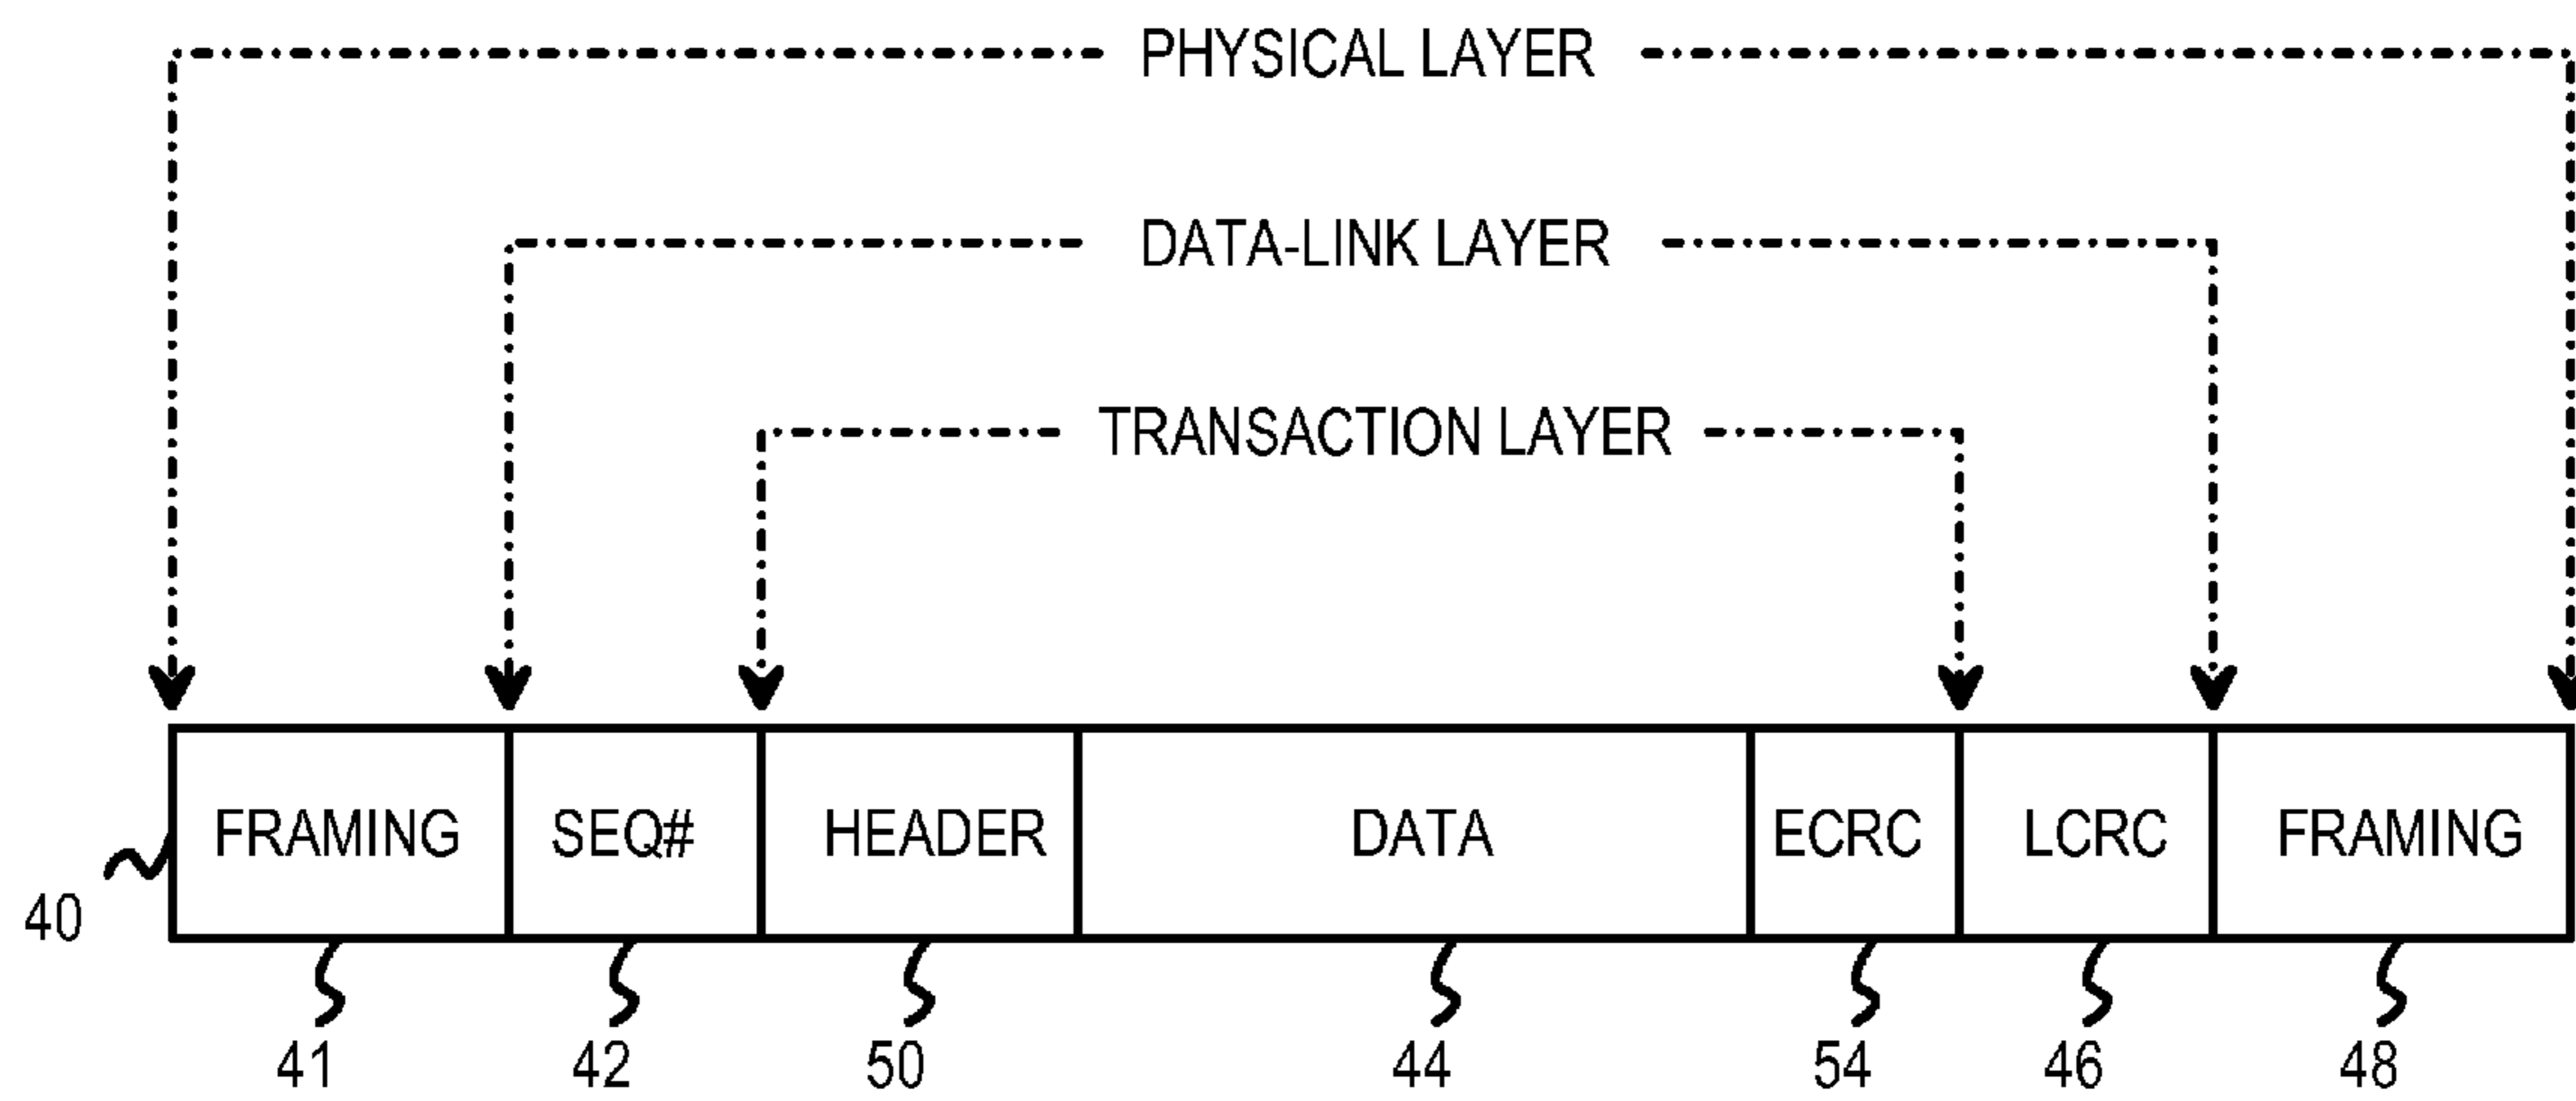 PHYSICAL LAYER
DATA-LINK LAYER
TRANSACTION LAYER
FRAMING SEQ# HEADER DATA ECRC LCRC FRAMING
40
41 42 50 44 54 46 48